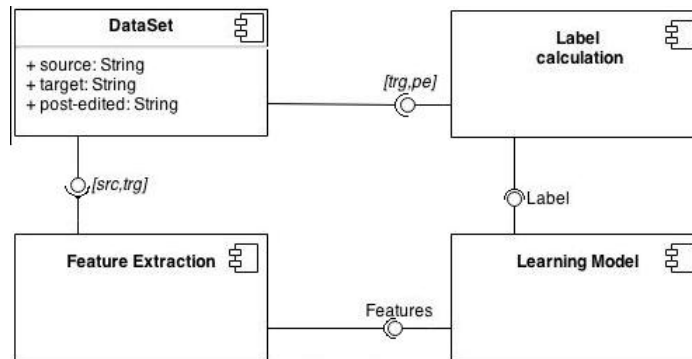 DataSet
+ source: String
+ target: String
+ post-edited: String
[trg,pe]
Label
calculation
[src,trg]
Label
Feature Extraction
Learning Model
Features